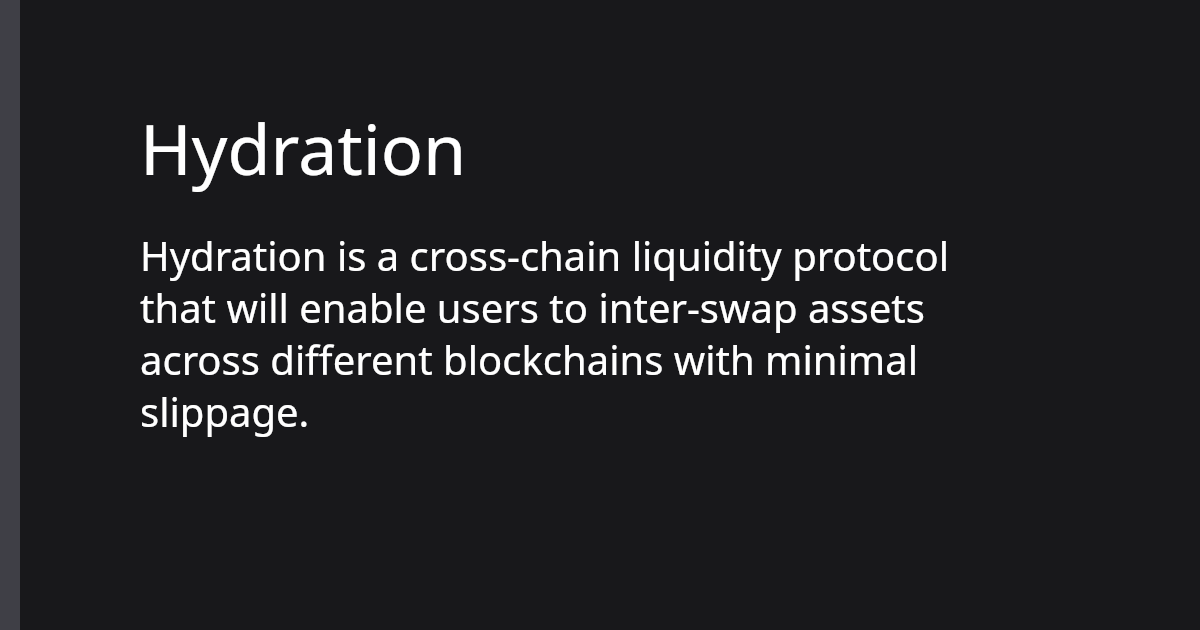 Hydration
Hydration is a cross-chain liquidity protocol
that will enable users to inter-swap assets
across different blockchains with minimal
slippage.